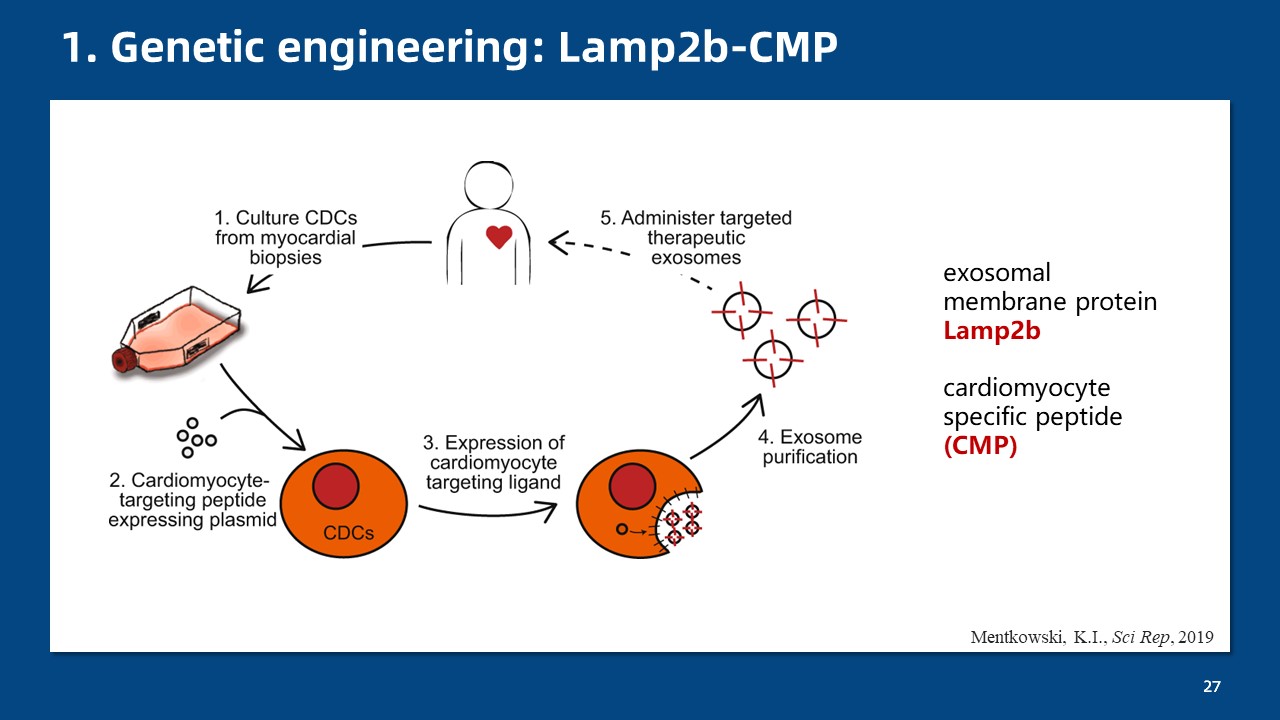 1. Genetic engineering: Lamp2b-CMP
1. Culture CDCs
from myocardial
biopsies
5. Administer targeted
therapeutic
exosomes
2. Cardiomyocyte-
targeting peptide
expressing plasmid
CDCs
3. Expression of
cardiomyocyte
targeting ligand
4. Exosome
purification
exosomal
membrane protein
Lamp2b
cardiomyocyte
specific peptide
(CMP)
Mentkowski, K.I., Sci Rep, 2019
27